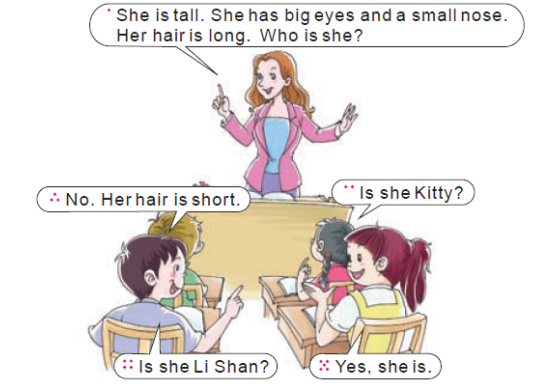 She is tall. She has big eyes and a small nose.
Her hair is long. Who is she?
Is she Kitty?
No. Her hair is short.
Is she Li Shan?
Yes, she is.